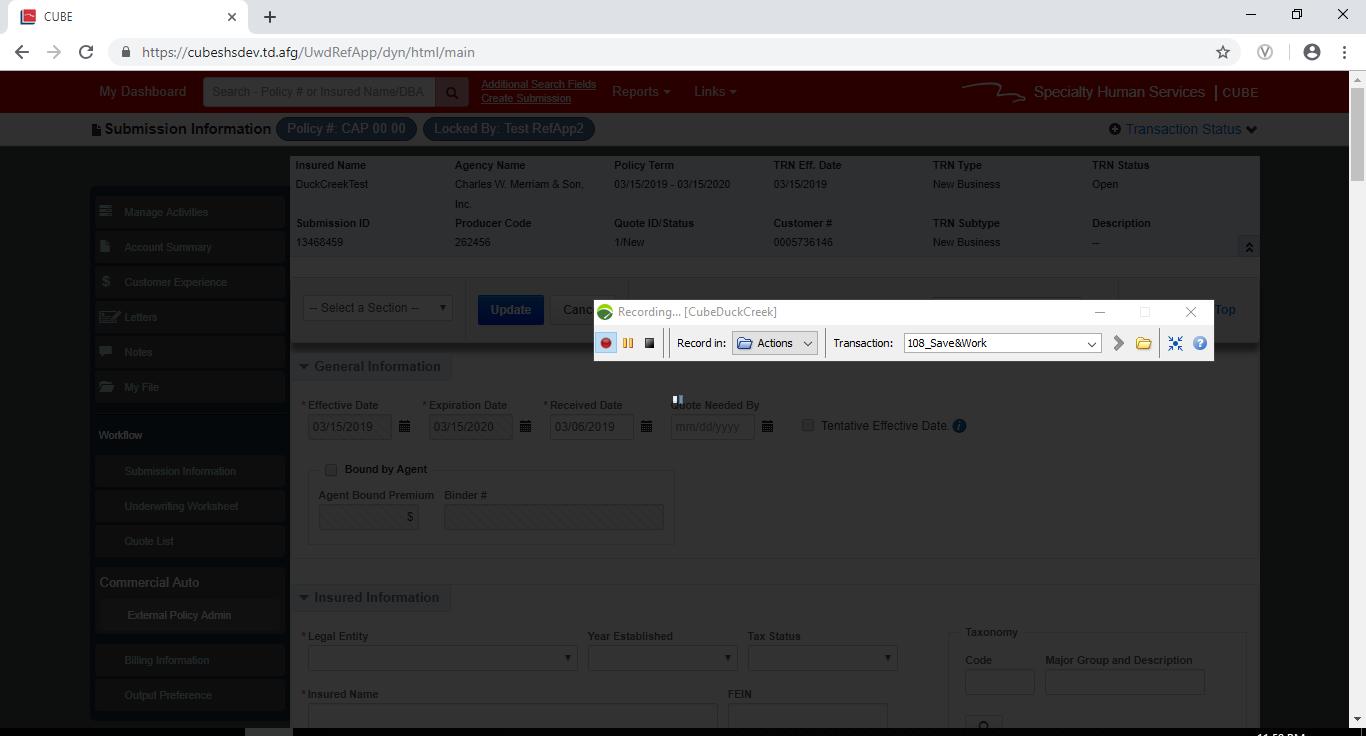 CUBE
https://cubeshsdev.td.afg/UwdRefApp/dyn/html/main
My Dashboard
Search - Policy # or Insured Name/DBA
Additional Search Fields
Create Submission
Reports
Links
Specialty Human Services | CUBE
Submission Information
Policy #: CAP 00 00
Locked By: Test RefApp2
Transaction Status
Insured Name Agency Name Policy Term TRN Eff. Date TRN Type TRN Status
DuckCreekTest Charles W. Merriam & Son, 03/15/2019 - 03/15/2020 03/15/2019 New Business Open
Inc.
Submission ID Producer Code Quote ID/Status Customer # TRN Subtype Description
13468459 262456 1/New 0005736146 New Business --
Manage Activities
Account Summary
$ Customer Experience
Letters
Notes
My File
Workflow
Submission Information
Underwriting Worksheet
Quote List
Commercial Auto
External Policy Admin
Billing Information
Output Preference
-- Select a Section --
Update
Canc
Top
Recording... [CubeDuckCreek]
Record in: Actions Transaction: 108_Save&Work
General Information
* Effective Date * Expiration Date * Received Date Quote Needed By
03/15/2019 03/15/2020 03/06/2019 mm/dd/yyyy Tentative Effective Date.
Bound by Agent
Agent Bound Premium Binder #
$
Insured Information
* Legal Entity Year Established Tax Status
Taxonomy
Code Major Group and Description
* Insured Name FEIN